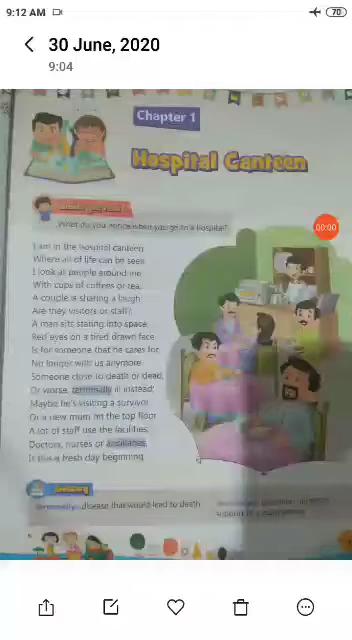 9:12 AM
70
30 June, 2020
9:04
Chapter 1
Hospital Canteen
What do you notice when you go to a hospital?
00:00
I am in the hospital canteen
Where all of life can be seen
I look at people around me
With cups of coffees or tea.
A couple is sharing a laugh
Are they visitors or staff?
A man sits staring into space
Red eyes on a tired drawn face
Is for someone that he cares for
No longer with us anymore
Someone close to death or dead,
Or worse, terminally ill instead
Maybe he's visiting a survivor
Or a new mum on the top floor
A lot of staff use the facilities
Doctors, nurses or ancillaries,
Is this a fresh day beginning
terminally: disease that would lead to death